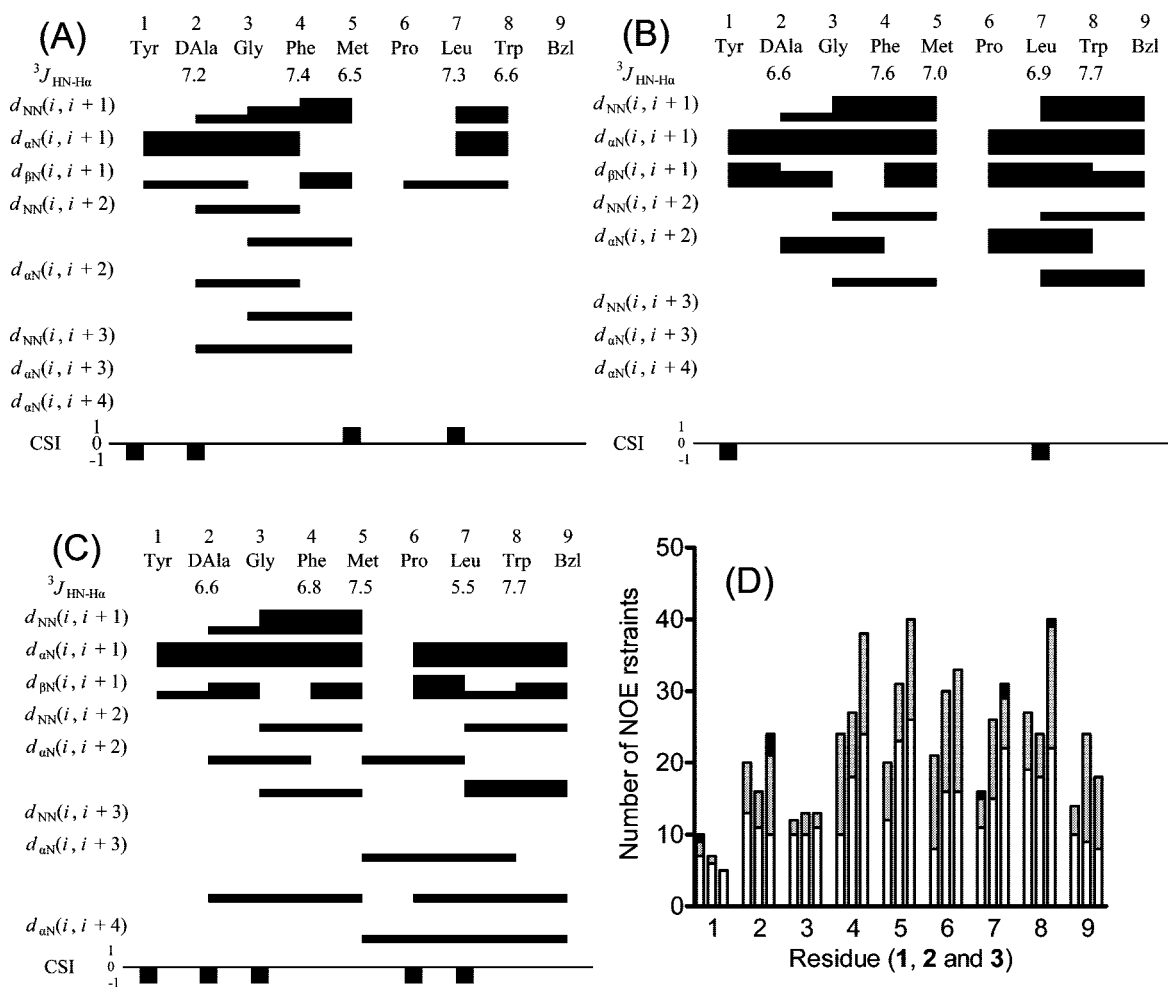 (A)
1 2 3 4 5 6 7 8 9
Tyr DAla Gly Phe Met Pro Leu Trp Bzl
³J HN-Hα 7.2 7.4 6.5 7.3 6.6
dNN(i, i + 1)
dαN(i, i + 1)
dβN(i, i + 1)
dNN(i, i + 2)
dαN(i, i + 2)
dNN(i, i + 3)
dαN(i, i + 3)
dαN(i, i + 4)
CSI 1 0 -1
(B)
1 2 3 4 5 6 7 8 9
Tyr DAla Gly Phe Met Pro Leu Trp Bzl
³J HN-Hα 6.6 7.6 7.0 6.9 7.7
dNN(i, i + 1)
dαN(i, i + 1)
dβN(i, i + 1)
dNN(i, i + 2)
dαN(i, i + 2)
dNN(i, i + 3)
dαN(i, i + 3)
dαN(i, i + 4)
CSI 1 0 -1
(C)
1 2 3 4 5 6 7 8 9
Tyr DAla Gly Phe Met Pro Leu Trp Bzl
³J HN-Hα 6.6 6.8 7.5 5.5 7.7
dNN(i, i + 1)
dαN(i, i + 1)
dβN(i, i + 1)
dNN(i, i + 2)
dαN(i, i + 2)
dNN(i, i + 3)
dαN(i, i + 3)
dαN(i, i + 4)
CSI 1 0 -1
(D)
Number of NOE rstraints
50
40
30
20
10
0
1 2 3 4 5 6 7 8 9
Residue (1, 2 and 3)